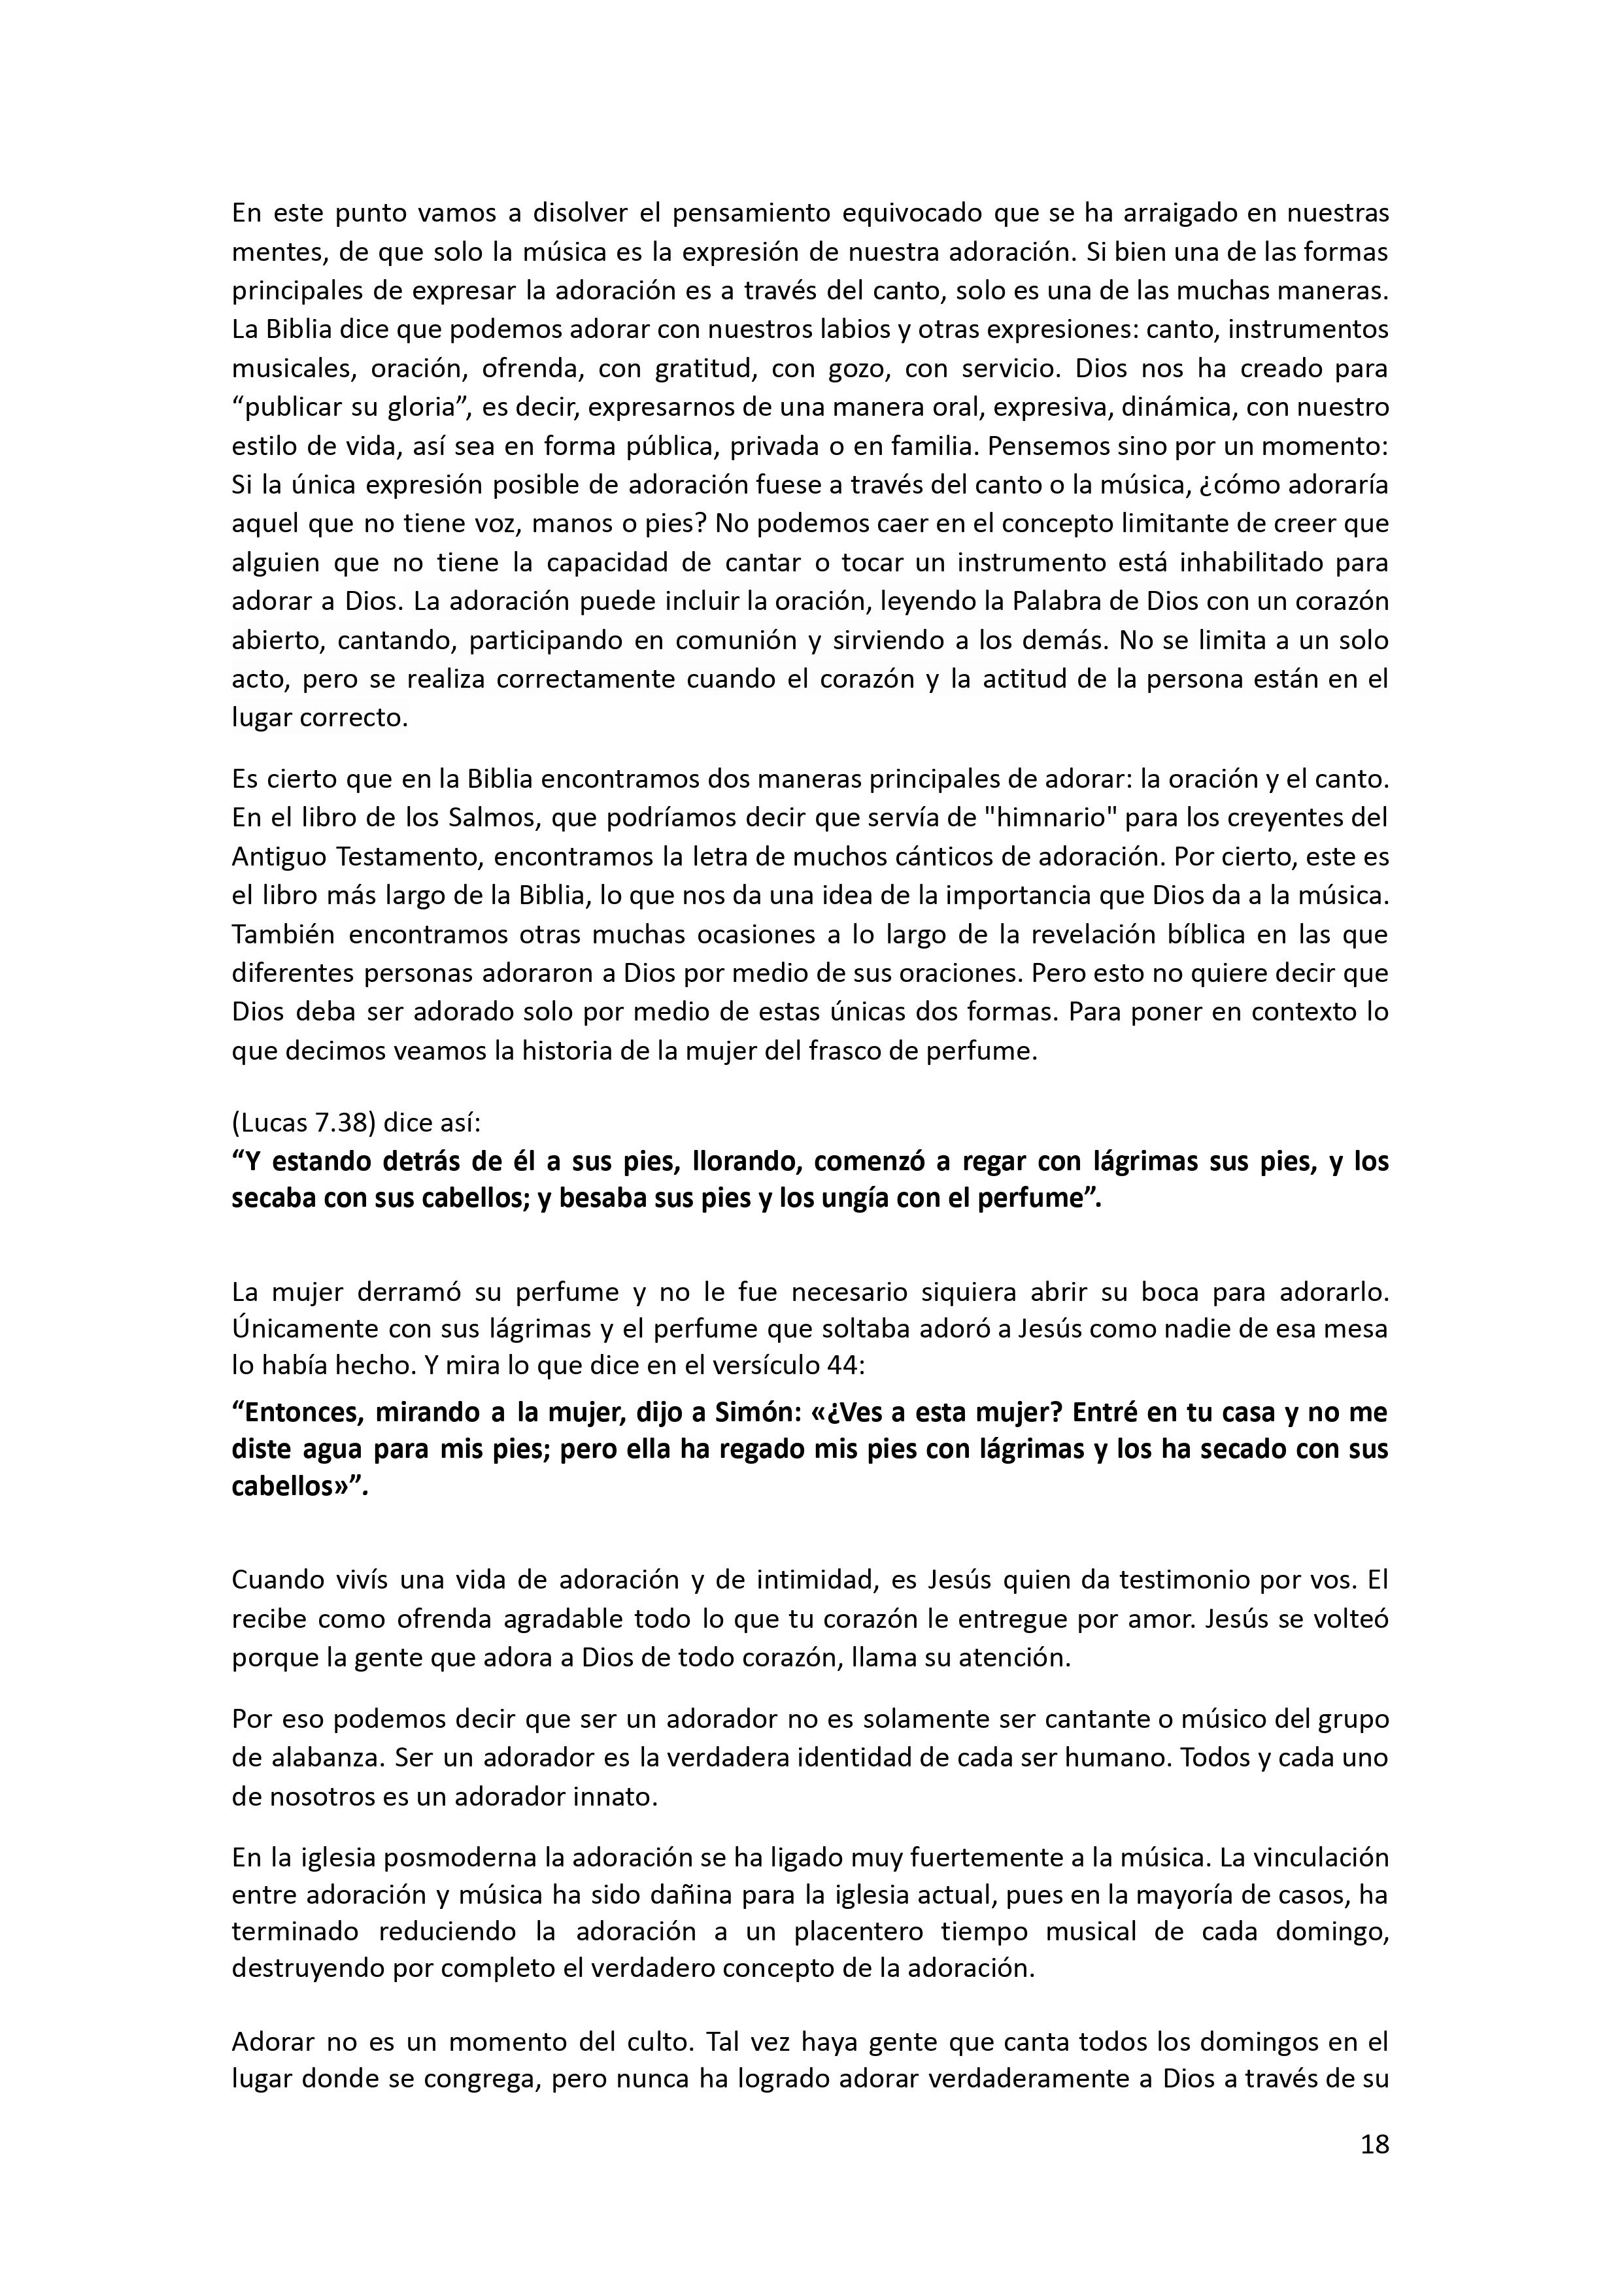 En este punto vamos a disolver el pensamiento equivocado que se ha arraigado en nuestras
mentes, de que solo la música es la expresión de nuestra adoración. Si bien una de las formas
principales de expresar la adoración es a través del canto, solo es una de las muchas maneras.
La Biblia dice que podemos adorar con nuestros labios y otras expresiones: canto, instrumentos
musicales, oración, ofrenda, con gratitud, con gozo, con servicio. Dios nos ha creado para
“publicar su gloria”, es decir, expresarnos de una manera oral, expresiva, dinámica, con nuestro
estilo de vida, así sea en forma pública, privada o en familia. Pensemos sino por un momento:
Si la única expresión posible de adoración fuese a través del canto o la música, ¿cómo adoraría
aquel que no tiene voz, manos o pies? No podemos caer en el concepto limitante de creer que
alguien que no tiene la capacidad de cantar o tocar un instrumento está inhabilitado para
adorar a Dios. La adoración puede incluir la oración, leyendo la Palabra de Dios con un corazón
abierto, cantando, participando en comunión y sirviendo a los demás. No se limita a un solo
acto, pero se realiza correctamente cuando el corazón y la actitud de la persona están en el
lugar correcto.
Es cierto que en la Biblia encontramos dos maneras principales de adorar: la oración y el canto.
En el libro de los Salmos, que podríamos decir que servía de "himnario" para los creyentes del
Antiguo Testamento, encontramos la letra de muchos cánticos de adoración. Por cierto, este es
el libro más largo de la Biblia, lo que nos da una idea de la importancia que Dios da a la música.
También encontramos otras muchas ocasiones a lo largo de la revelación bíblica en las que
diferentes personas adoraron a Dios por medio de sus oraciones. Pero esto no quiere decir que
Dios deba ser adorado solo por medio de estas únicas dos formas. Para poner en contexto lo
que decimos veamos la historia de la mujer del frasco de perfume.
(Lucas 7.38) dice así:
“Y estando detrás de él a sus pies, llorando, comenzó a regar con lágrimas sus pies, y los
secaba con sus cabellos; y besaba sus pies y los ungía con el perfume”.
La mujer derramó su perfume y no le fue necesario siquiera abrir su boca para adorarlo.
Únicamente con sus lágrimas y el perfume que soltaba adoró a Jesús como nadie de esa mesa
lo había hecho. Y mira lo que dice en el versículo 44:
“Entonces, mirando a la mujer, dijo a Simón: «¿Ves a esta mujer? Entré en tu casa y no me
diste agua para mis pies; pero ella ha regado mis pies con lágrimas y los ha secado con sus
cabellos»”.
Cuando vivís una vida de adoración y de intimidad, es Jesús quien da testimonio por vos. El
recibe como ofrenda agradable todo lo que tu corazón le entregue por amor. Jesús se volteó
porque la gente que adora a Dios de todo corazón, llama su atención.
Por eso podemos decir que ser un adorador no es solamente ser cantante o músico del grupo
de alabanza. Ser un adorador es la verdadera identidad de cada ser humano. Todos y cada uno
de nosotros es un adorador innato.
En la iglesia posmoderna la adoración se ha ligado muy fuertemente a la música. La vinculación
entre adoración y música ha sido dañina para la iglesia actual, pues en la mayoría de casos, ha
terminado reduciendo la adoración a un placentero tiempo musical de cada domingo,
destruyendo por completo el verdadero concepto de la adoración.
Adorar no es un momento del culto. Tal vez haya gente que canta todos los domingos en el
lugar donde se congrega, pero nunca ha logrado adorar verdaderamente a Dios a través de su
18